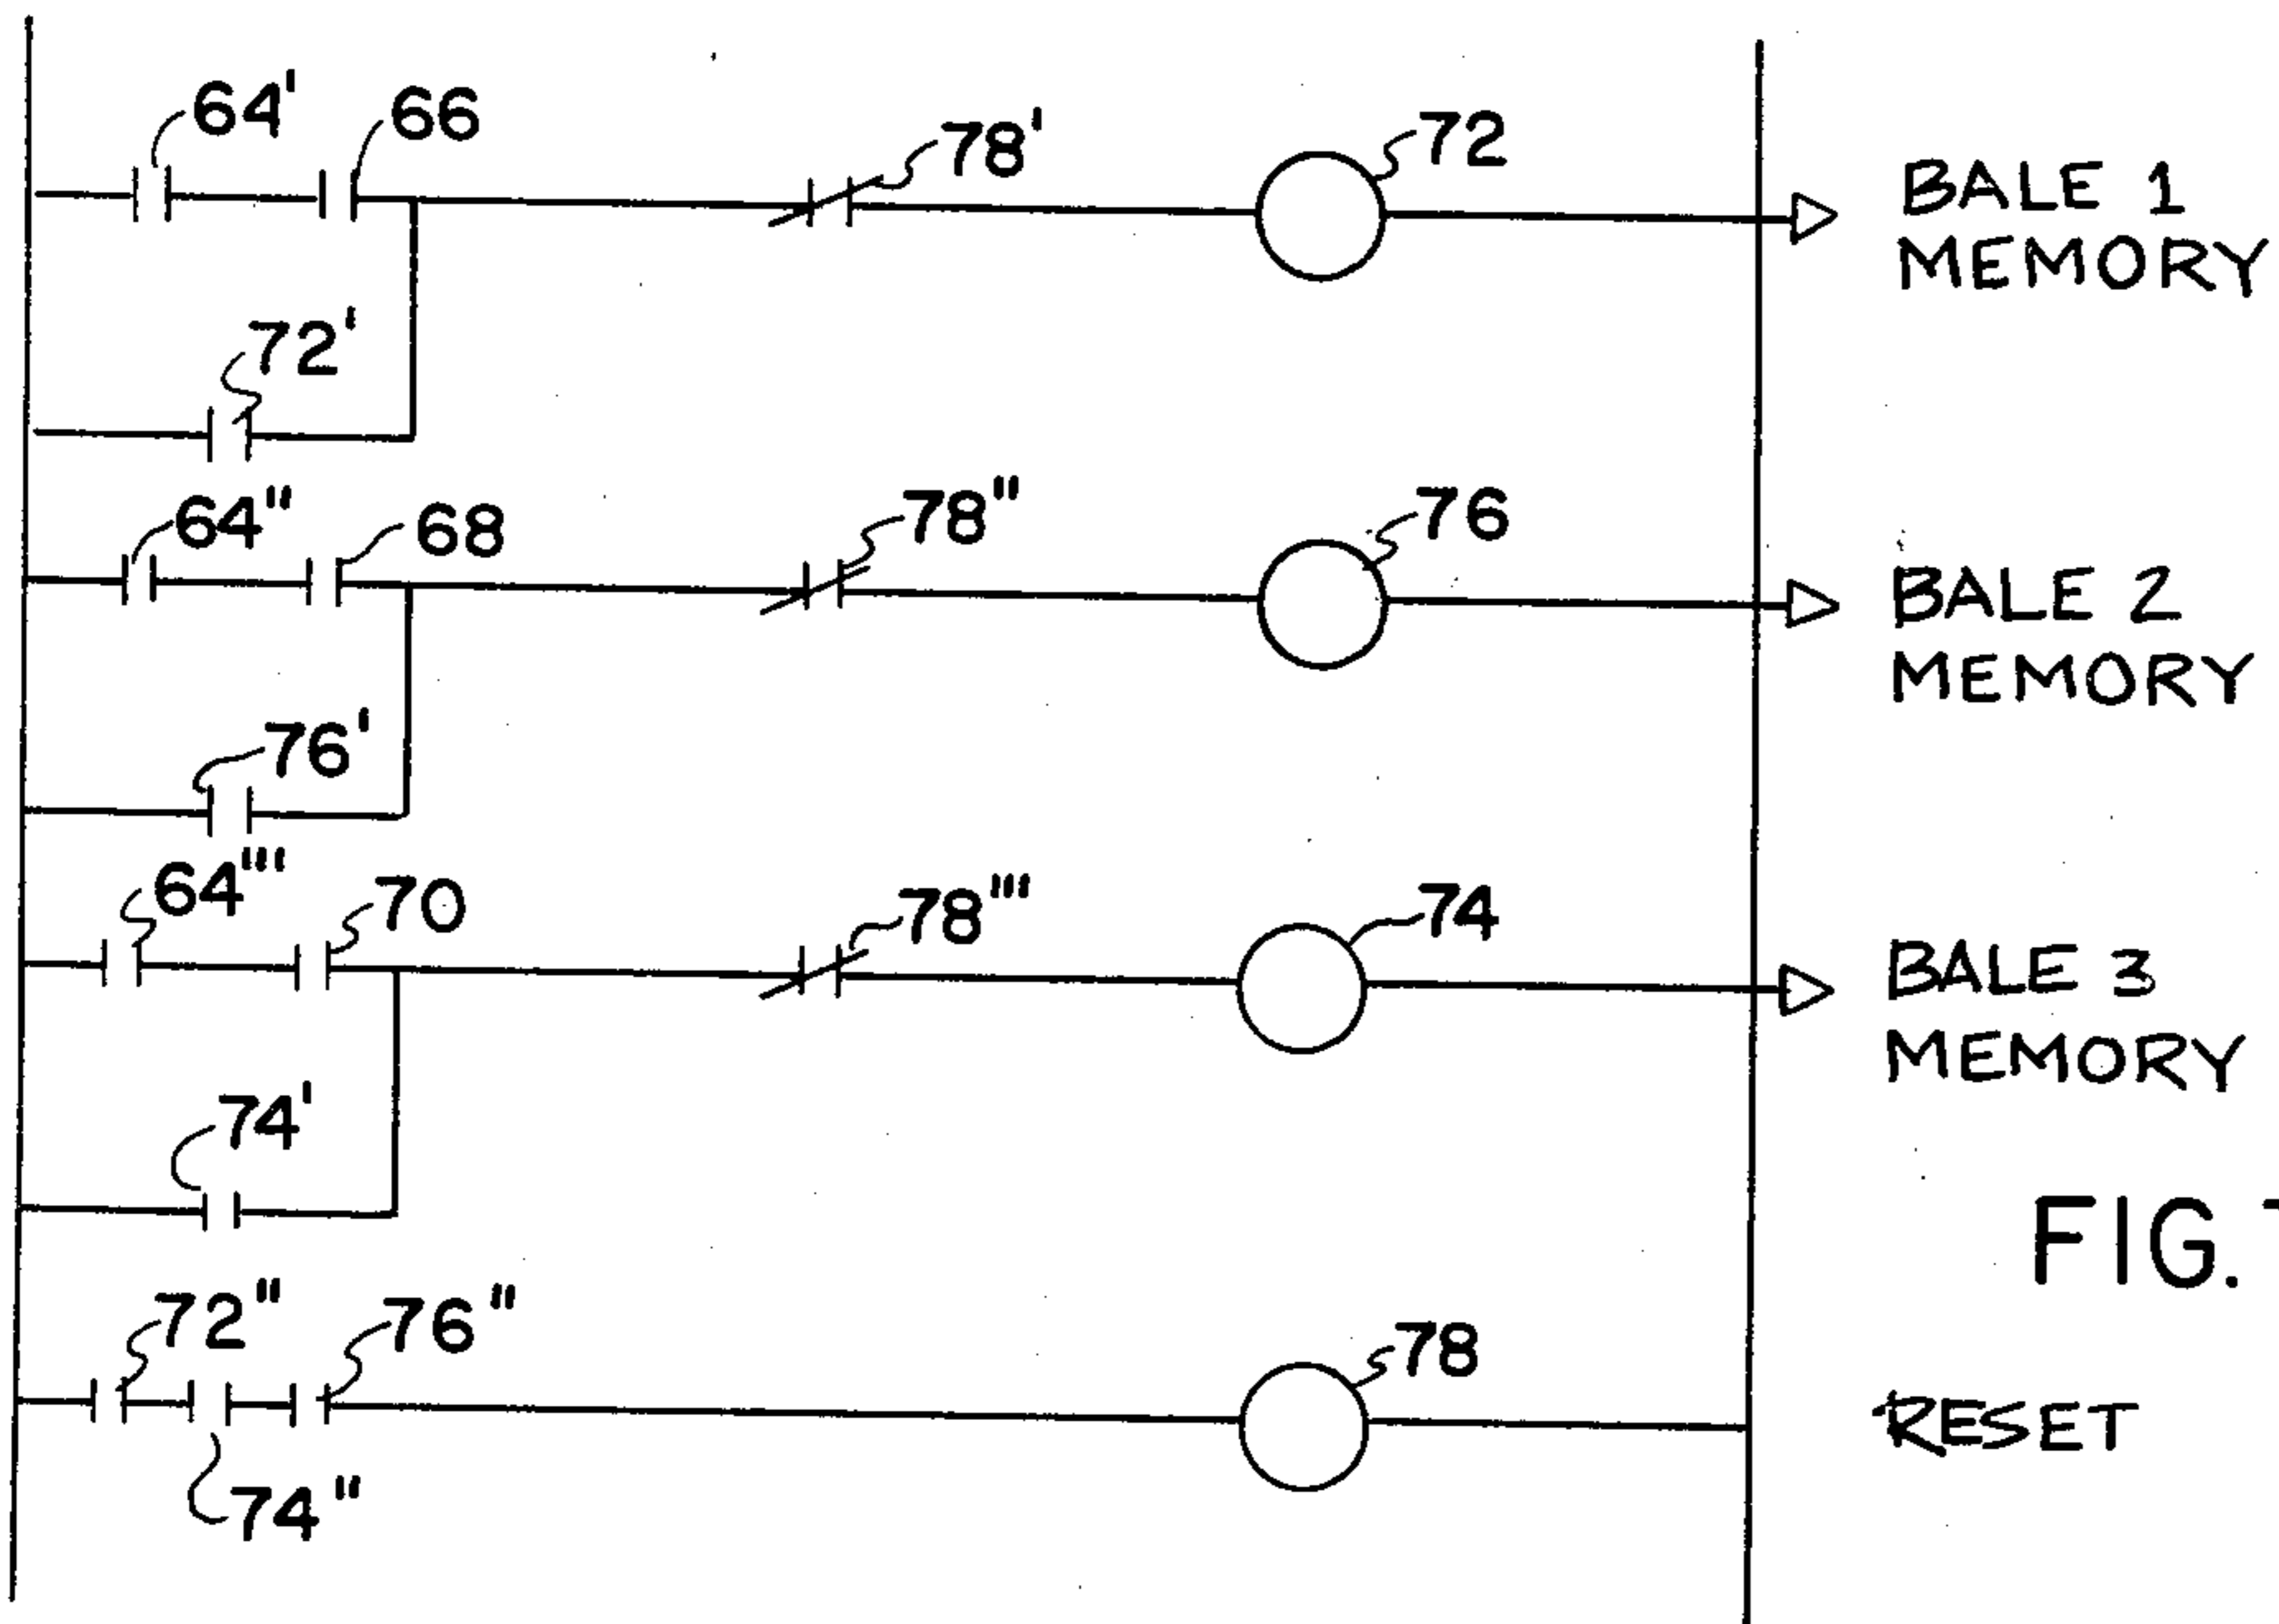 64' 66 78' 72
BALE 1
MEMORY
72'
64" 68 78" 76
BALE 2
MEMORY
76'
64''' 70 78''' 74
BALE 3
MEMORY
74'
FIG.
72" 76" 78
RESET
74"